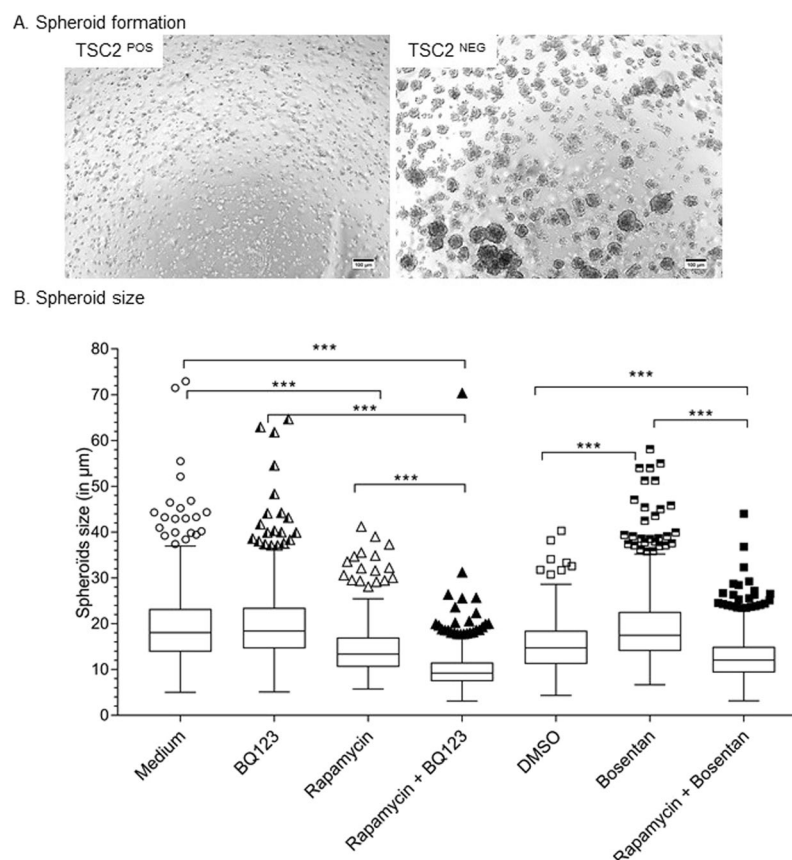 A. Spheroid formation
TSC2 POS
TSC2 NEG
100 µm
100 µm
B. Spheroid size
Spheroids size (in µm)
80
70
60
50
40
30
20
10
0
***
***
***
***
***
***
***
Medium
BQ123
Rapamycin
Rapamycin + BQ123
DMSO
Bosentan
Rapamycin + Bosentan